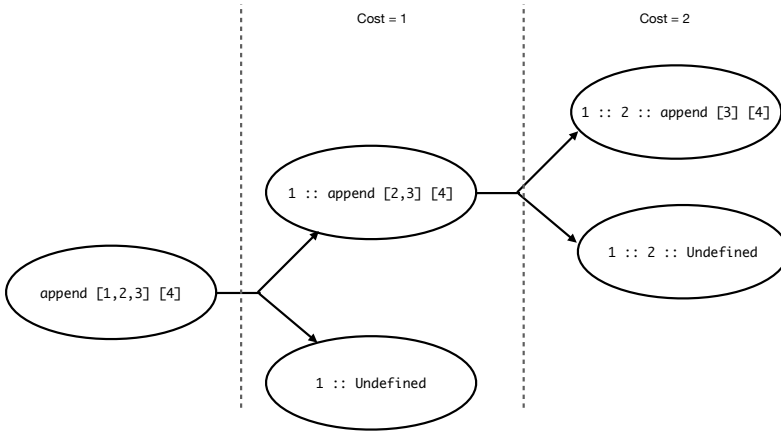 Cost = 1
Cost = 2
1 :: 2 :: append [3] [4]
1 :: append [2,3] [4]
1 :: 2 :: Undefined
append [1,2,3] [4]
1 :: Undefined